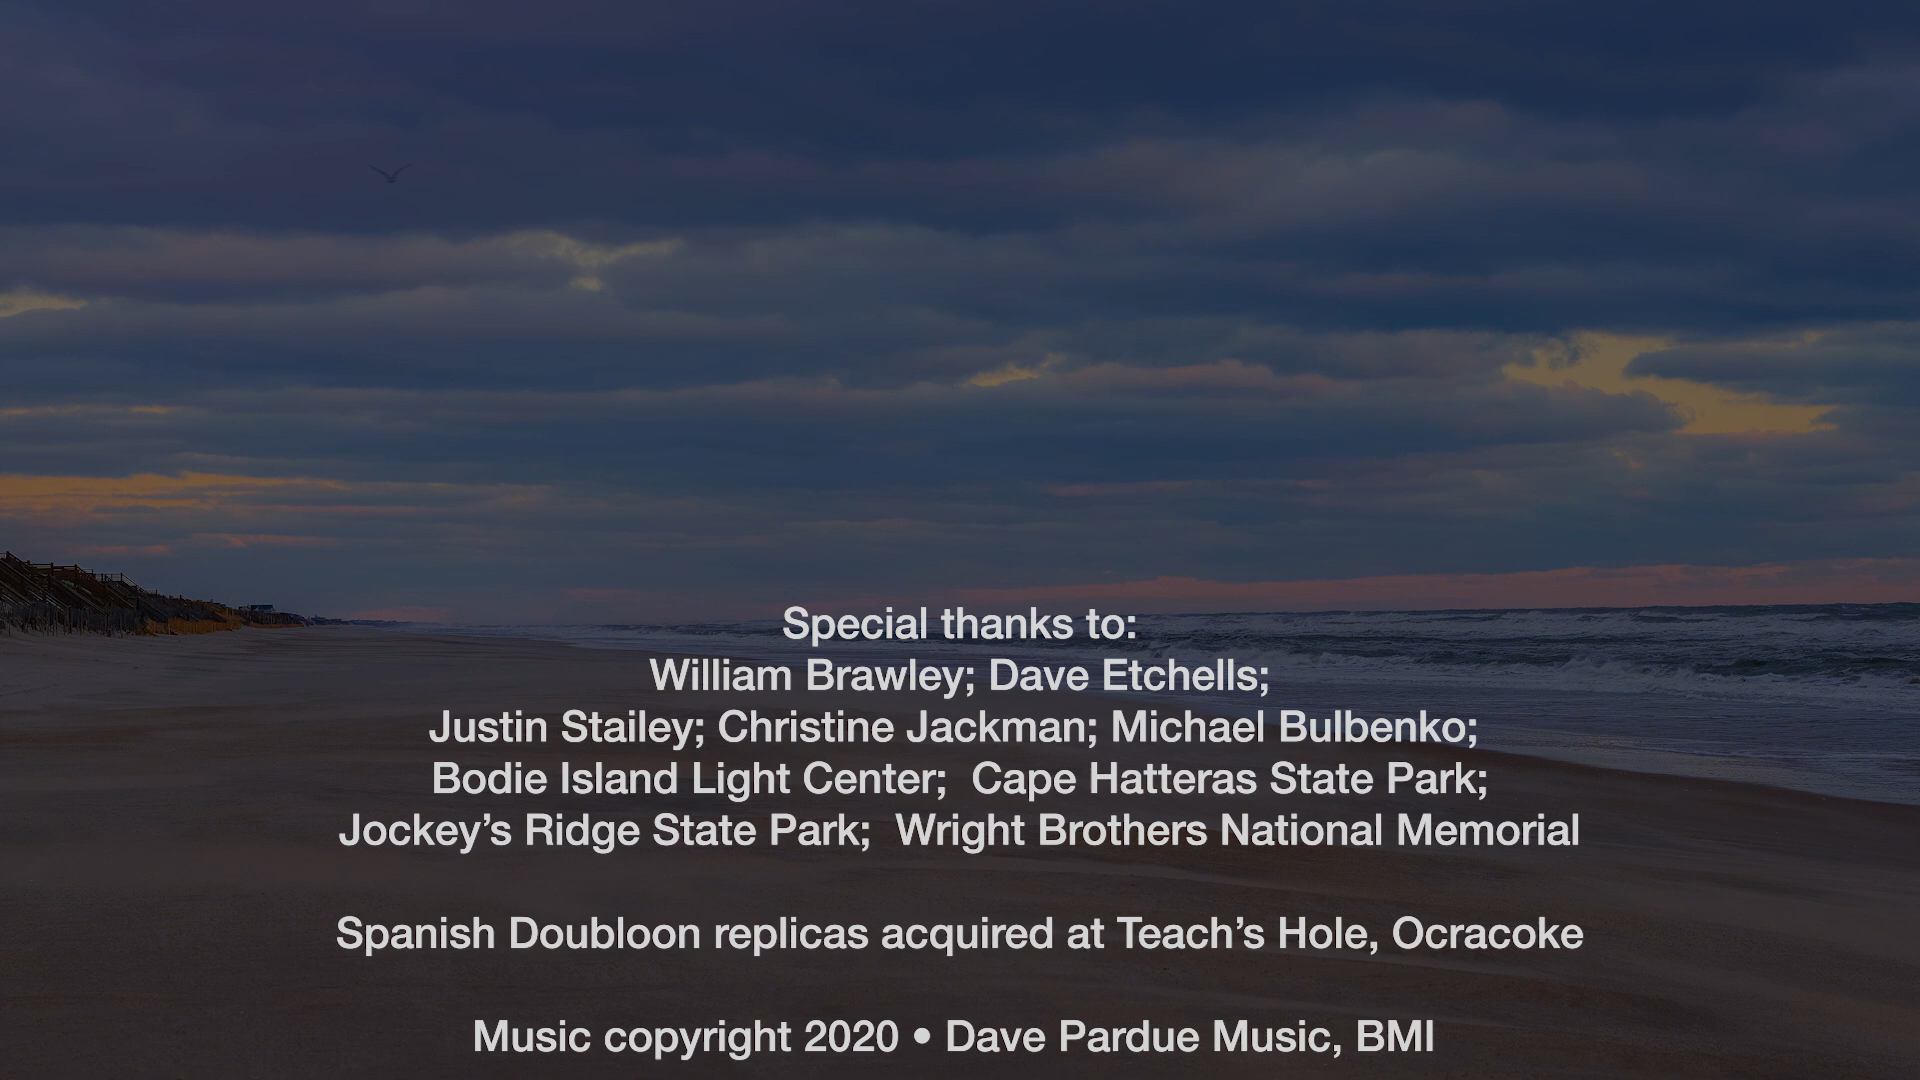 Special thanks to:
William Brawley; Dave Etchells;
Justin Stailey; Christine Jackman; Michael Bulbenko;
Bodie Island Light Center;  Cape Hatteras State Park;
Jockey’s Ridge State Park;  Wright Brothers National Memorial
Spanish Doubloon replicas acquired at Teach’s Hole, Ocracoke
Music copyright 2020 • Dave Pardue Music, BMI